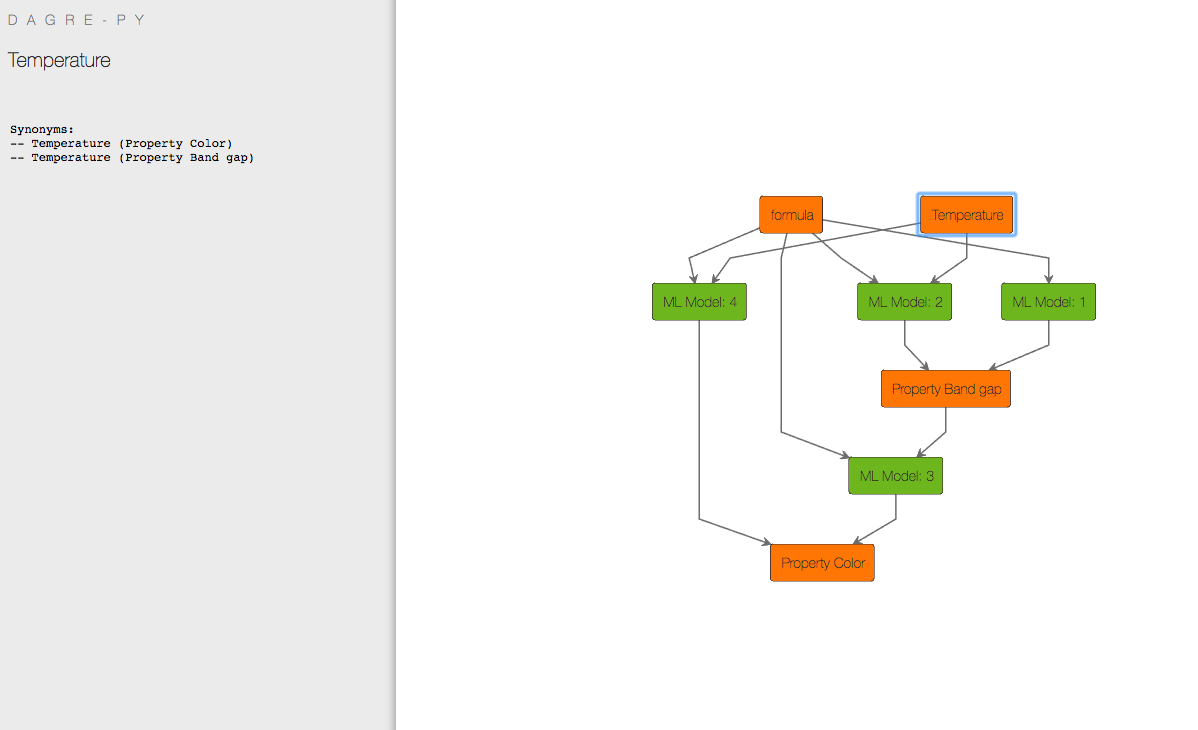 DAGRE-PY
Temperature
Synonyms:
-- Temperature (Property Color)
-- Temperature (Property Band gap)
formula
Temperature
ML Model: 4
ML Model: 2
ML Model: 1
Property Band gap
ML Model: 3
Property Color